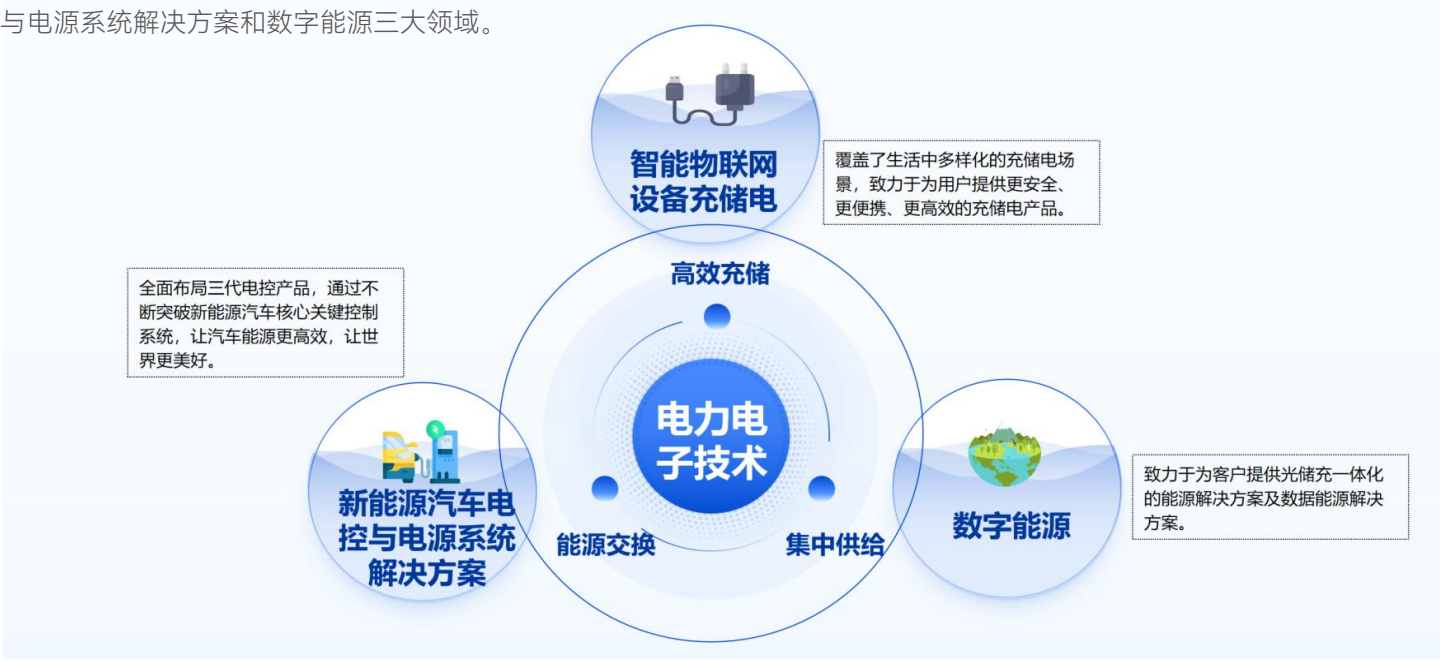 与电源系统解决方案和数字能源三大领域。
智能物联网
设备充储电
覆盖了生活中多样化的充储电场
景，致力于为用户提供更安全、
更便携、更高效的充储电产品。
高效充储
全面布局三代电控产品，通过不
断突破新能源汽车核心关键控制
系统，让汽车能源更高效，让世
界更美好。
电力电
子技术
新能源汽车电
控与电源系统
解决方案
能源交换
集中供给
数字能源
致力于为客户提供光储充一体化
的能源解决方案及数据能源解决
方案。